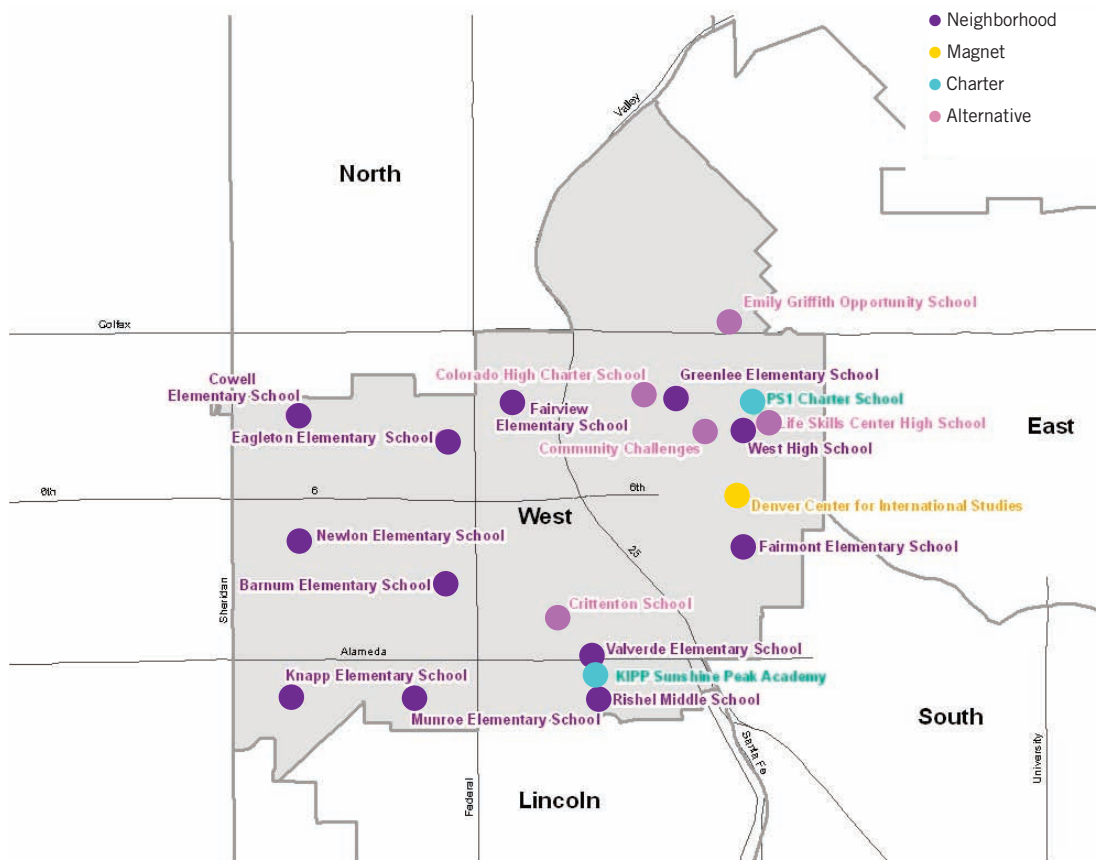 Neighborhood
Magnet
Charter
Alternative
Valley
North
Emily Griffith Opportunity School
Colfax
Cowell
Elementary School
Colorado High Charter School
Greenlee Elementary School
Fairview
Elementary School
PS1 Charter School
Life Skills Center High School
East
Eagleton Elementary School
Community Challenges
West High School
6th
6
6th
West
Denver Center for International Studies
Newlon Elementary School
25
Fairmont Elementary School
Barnum Elementary School
Sheridan
Crittenton School
Alameda
Valverde Elementary School
Knapp Elementary School
KIPP Sunshine Peak Academy
Rishel Middle School
Munroe Elementary School
South
Santa Fe
University
Federal
Lincoln